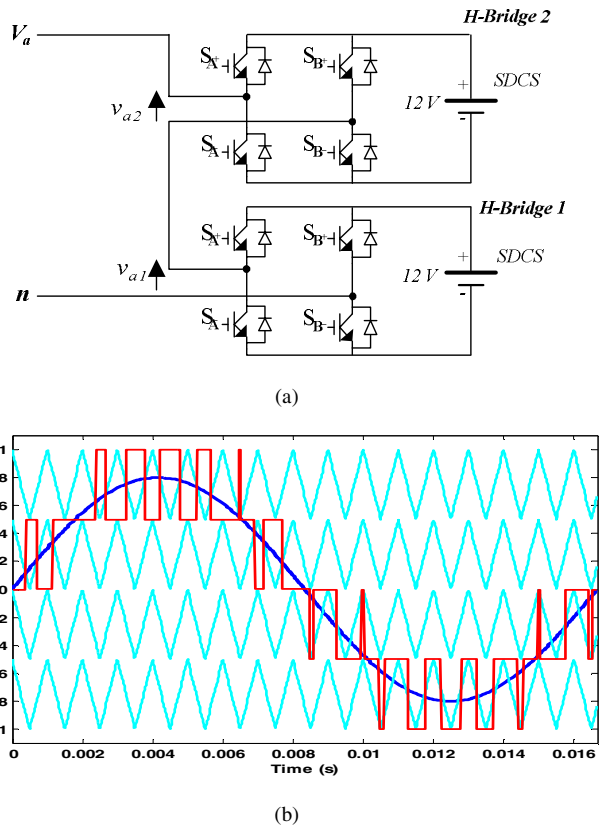 H-Bridge 2
Va
SA+
SB+
SDCS
+
12 V
-
va2
SA-
SB-
H-Bridge 1
SA+
SB+
+
SDCS
va1
12 V
-
n
SA-
SB-
(a)
1
8
6
4
2
0
2
4
6
8
1
0 0.002 0.004 0.006 0.008 0.01 0.012 0.014 0.016
Time (s)
(b)